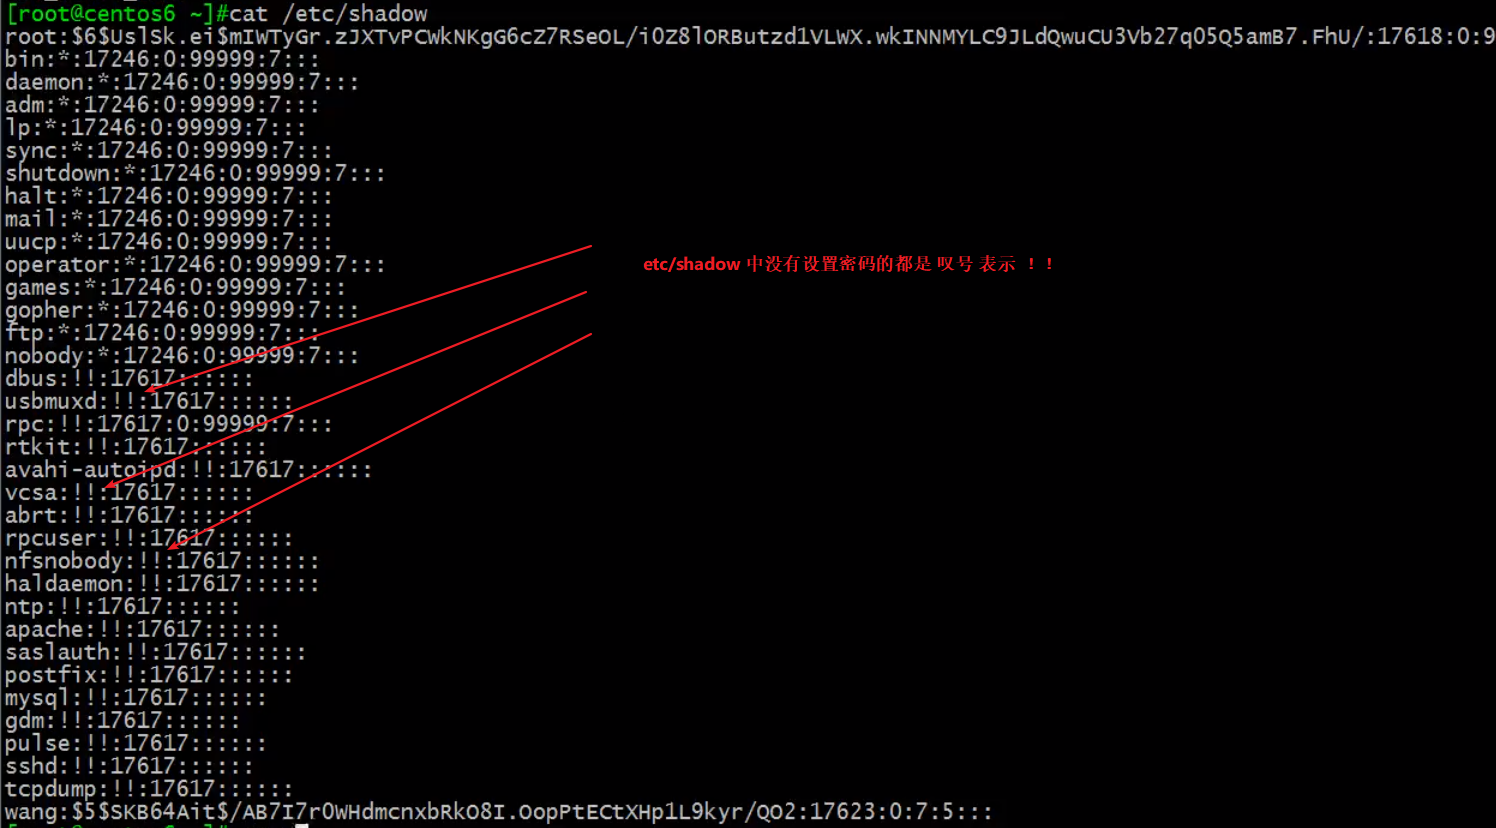 [root@centos6 ~]#cat /etc/shadow
root:$6$UslSk.ei$mIWTyGr.zJXTvPCWkNKgG6cZ7RSeOL/iOZ8lORButzd1VLWX.wkINNMYLC9JLdQwuCU3Vb27q05Q5amB7.FhU/:17618:0:9
bin:*:17246:0:99999:7:::
daemon:*:17246:0:99999:7:::
adm:*:17246:0:99999:7:::
lp:*:17246:0:99999:7:::
sync:*:17246:0:99999:7:::
shutdown:*:17246:0:99999:7:::
halt:*:17246:0:99999:7:::
mail:*:17246:0:99999:7:::
uucp:*:17246:0:99999:7:::
operator:*:17246:0:99999:7:::
etc/shadow 中没有设置密码的都是 叹号 表示 ！！
games:*:17246:0:99999:7:::
gopher:*:17246:0:99999:7:::
ftp:*:17246:0:99999:7:::
nobody:*:17246:0:99999:7:::
dbus:!!:17617::::::
usbmuxd:!!:17617::::::
rpc:!!:17617:0:99999:7:::
rtkit:!!:17617::::::
avahi-autoipd:!!:17617::::::
vcsa:!!:17617::::::
abrt:!!:17617::::::
rpcuser:!!:17617::::::
nfsnobody:!!:17617::::::
haldaemon:!!:17617::::::
ntp:!!:17617::::::
apache:!!:17617::::::
saslauth:!!:17617::::::
postfix:!!:17617::::::
mysql:!!:17617::::::
gdm:!!:17617::::::
pulse:!!:17617::::::
sshd:!!:17617::::::
tcpdump:!!:17617::::::
wang:$5$SKB64Ait$/AB7I7r0WHdmcnxbRkO8I.OopPtECtXHp1L9kyr/QO2:17623:0:7:5:::